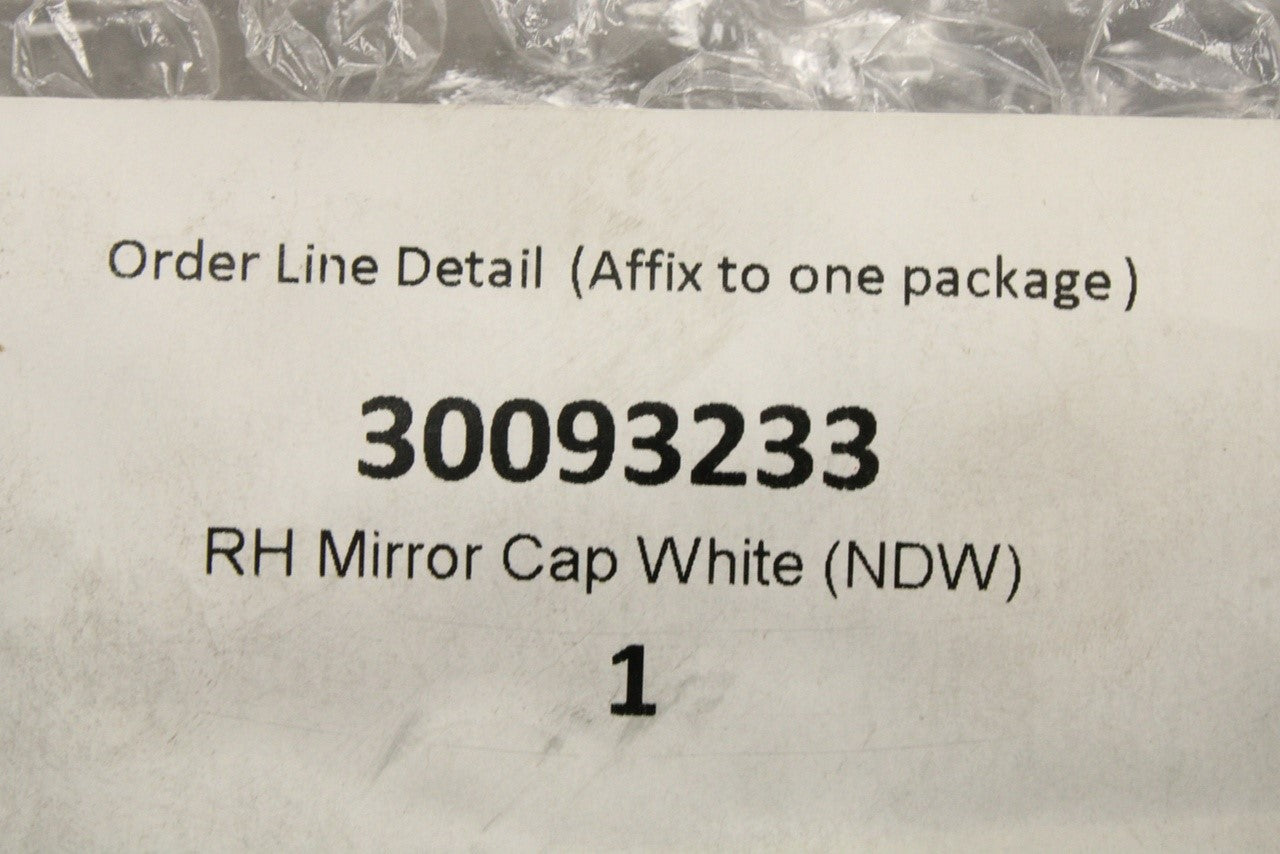 Order Line Detail (Affix to one package)
30093233
RH Mirror Cap White (NDW)
1